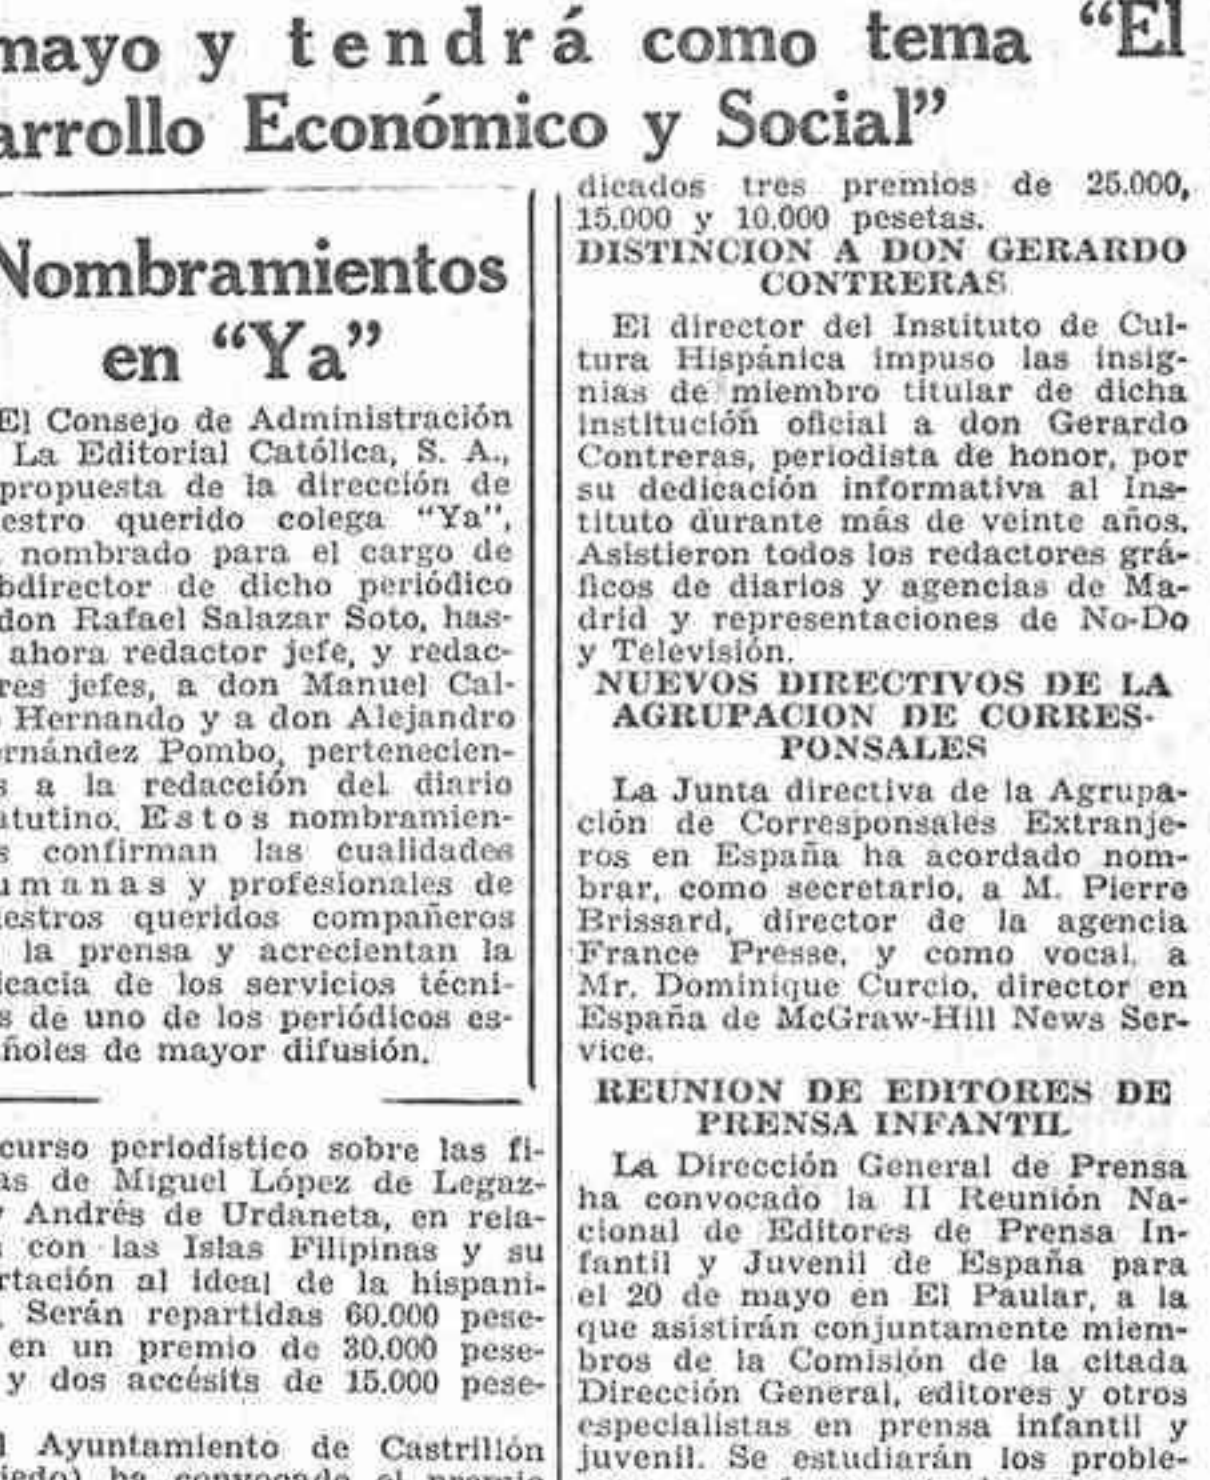 mayo y tendrá como tema “El
arrollo Económico y Social”
Nombramientos
en “Ya”
El Consejo de Administración
La Editorial Católica, S. A.,
propuesta de la dirección de
estro querido colega “Ya”,
nombrado para el cargo de
bdirector de dicho periódico
don Rafael Salazar Soto, has-
ahora redactor jefe, y redac-
res jefes, a don Manuel Cal-
Hernando y a don Alejandro
ernández Pombo, pertenecien-
s a la redacción del diario
atutino. Estos nombramien-
s confirman las cualidades
umanas y profesionales de
estros queridos compañeros
la prensa y acrecientan la
icacia de los servicios técni-
s de uno de los periódicos es-
ñoles de mayor difusión.
curso periodístico sobre las fi-
as de Miguel López de Legaz-
y Andrés de Urdaneta, en rela-
con las Islas Filipinas y su
rtación al ideal de la hispani-
. Serán repartidas 60.000 pese-
en un premio de 30.000 pese-
y dos accésits de 15.000 pese-
l Ayuntamiento de Castrillón
iedo) ha convocado el premio
dicados tres premios de 25.000,
15.000 y 10.000 pesetas.
DISTINCION A DON GERARDO
CONTRERAS
El director del Instituto de Cul-
tura Hispánica impuso las insig-
nias de miembro titular de dicha
institución oficial a don Gerardo
Contreras, periodista de honor, por
su dedicación informativa al Ins-
tituto durante más de veinte años.
Asistieron todos los redactores grá-
ficos de diarios y agencias de Ma-
drid y representaciones de No-Do
y Televisión.
NUEVOS DIRECTIVOS DE LA
AGRUPACION DE CORRES-
PONSALES
La Junta directiva de la Agrupa-
ción de Corresponsales Extranje-
ros en España ha acordado nom-
brar, como secretario, a M. Pierre
Brissard, director de la agencia
France Presse, y como vocal, a
Mr. Dominique Curcio, director en
España de McGraw-Hill News Ser-
vice.
REUNION DE EDITORES DE
PRENSA INFANTIL
La Dirección General de Prensa
ha convocado la II Reunión Na-
cional de Editores de Prensa In-
fantil y Juvenil de España para
el 20 de mayo en El Paular, a la
que asistirán conjuntamente miem-
bros de la Comisión de la citada
Dirección General, editores y otros
especialistas en prensa infantil y
juvenil. Se estudiarán los proble-